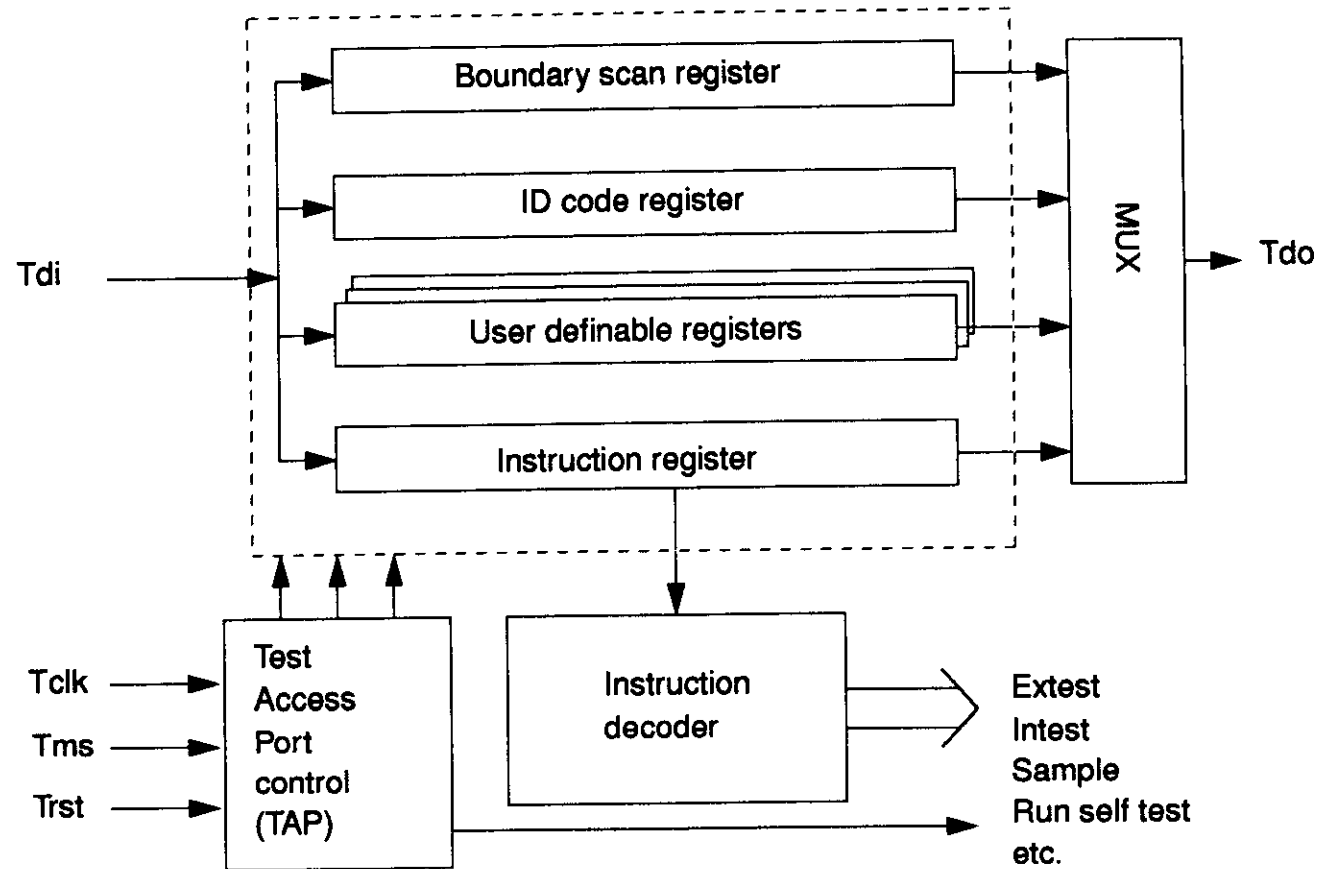 Boundary scan register
ID code register
MUX
Tdi
Tdo
User definable registers
Instruction register
Tclk
Tms
Trst
Test
Access
Port
control
(TAP)
Instruction
decoder
Extest
Intest
Sample
Run self test
etc.